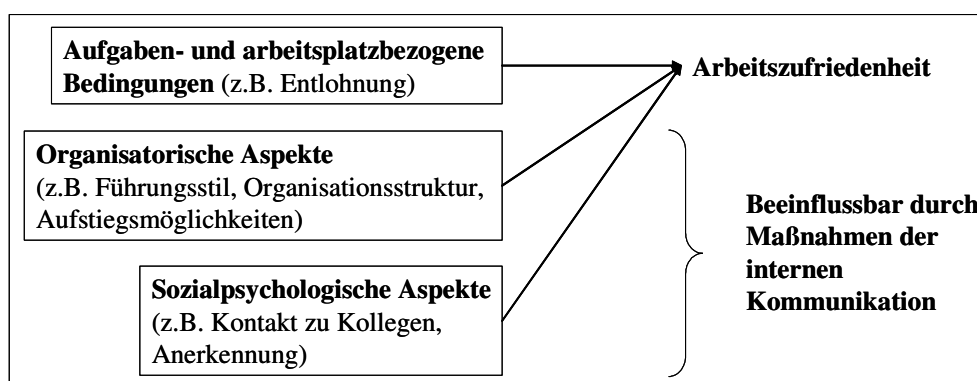 Aufgaben- und arbeitsplatzbezogene
Bedingungen (z.B. Entlohnung)
Arbeitszufriedenheit
Organisatorische Aspekte
(z.B. Führungsstil, Organisationsstruktur,
Aufstiegsmöglichkeiten)
Sozialpsychologische Aspekte
(z.B. Kontakt zu Kollegen,
Anerkennung)
Beeinflussbar durch
Maßnahmen der
internen
Kommunikation